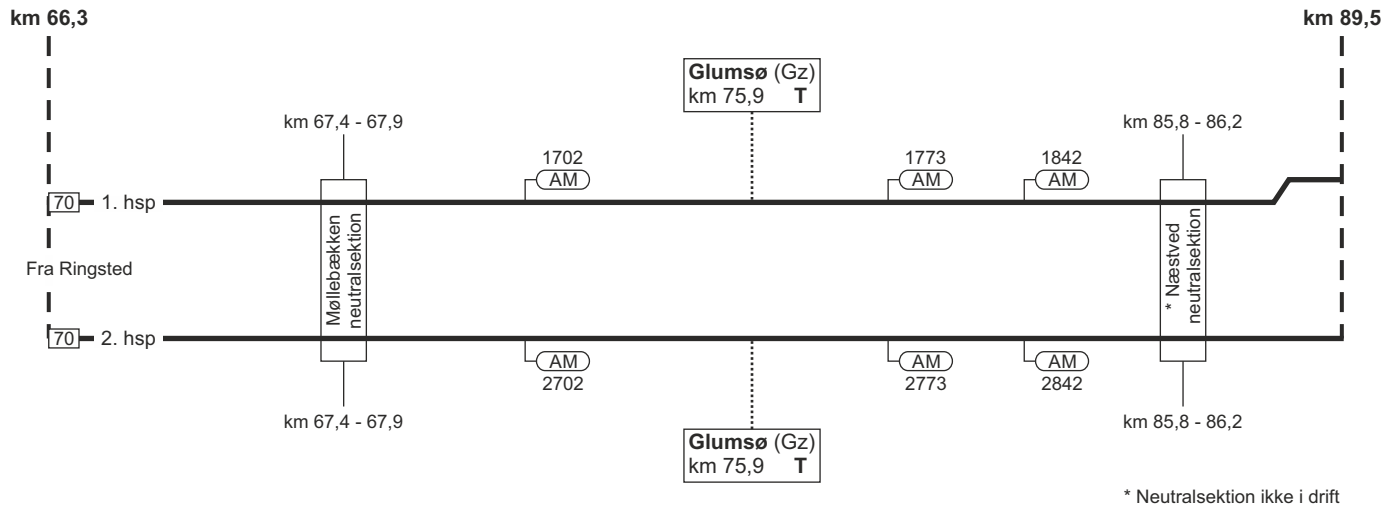 km 66,3
km 89,5
Glumsø (Gz)
km 75,9 T
km 67,4 - 67,9
km 85,8 - 86,2
1702
AM
1773
AM
1842
AM
70 1. hsp
Fra Ringsted
Møllebækken
neutralsektion
* Næstved
neutralsektion
70 2. hsp
AM
2702
AM
2773
AM
2842
km 67,4 - 67,9
km 85,8 - 86,2
Glumsø (Gz)
km 75,9 T
* Neutralsektion ikke i drift